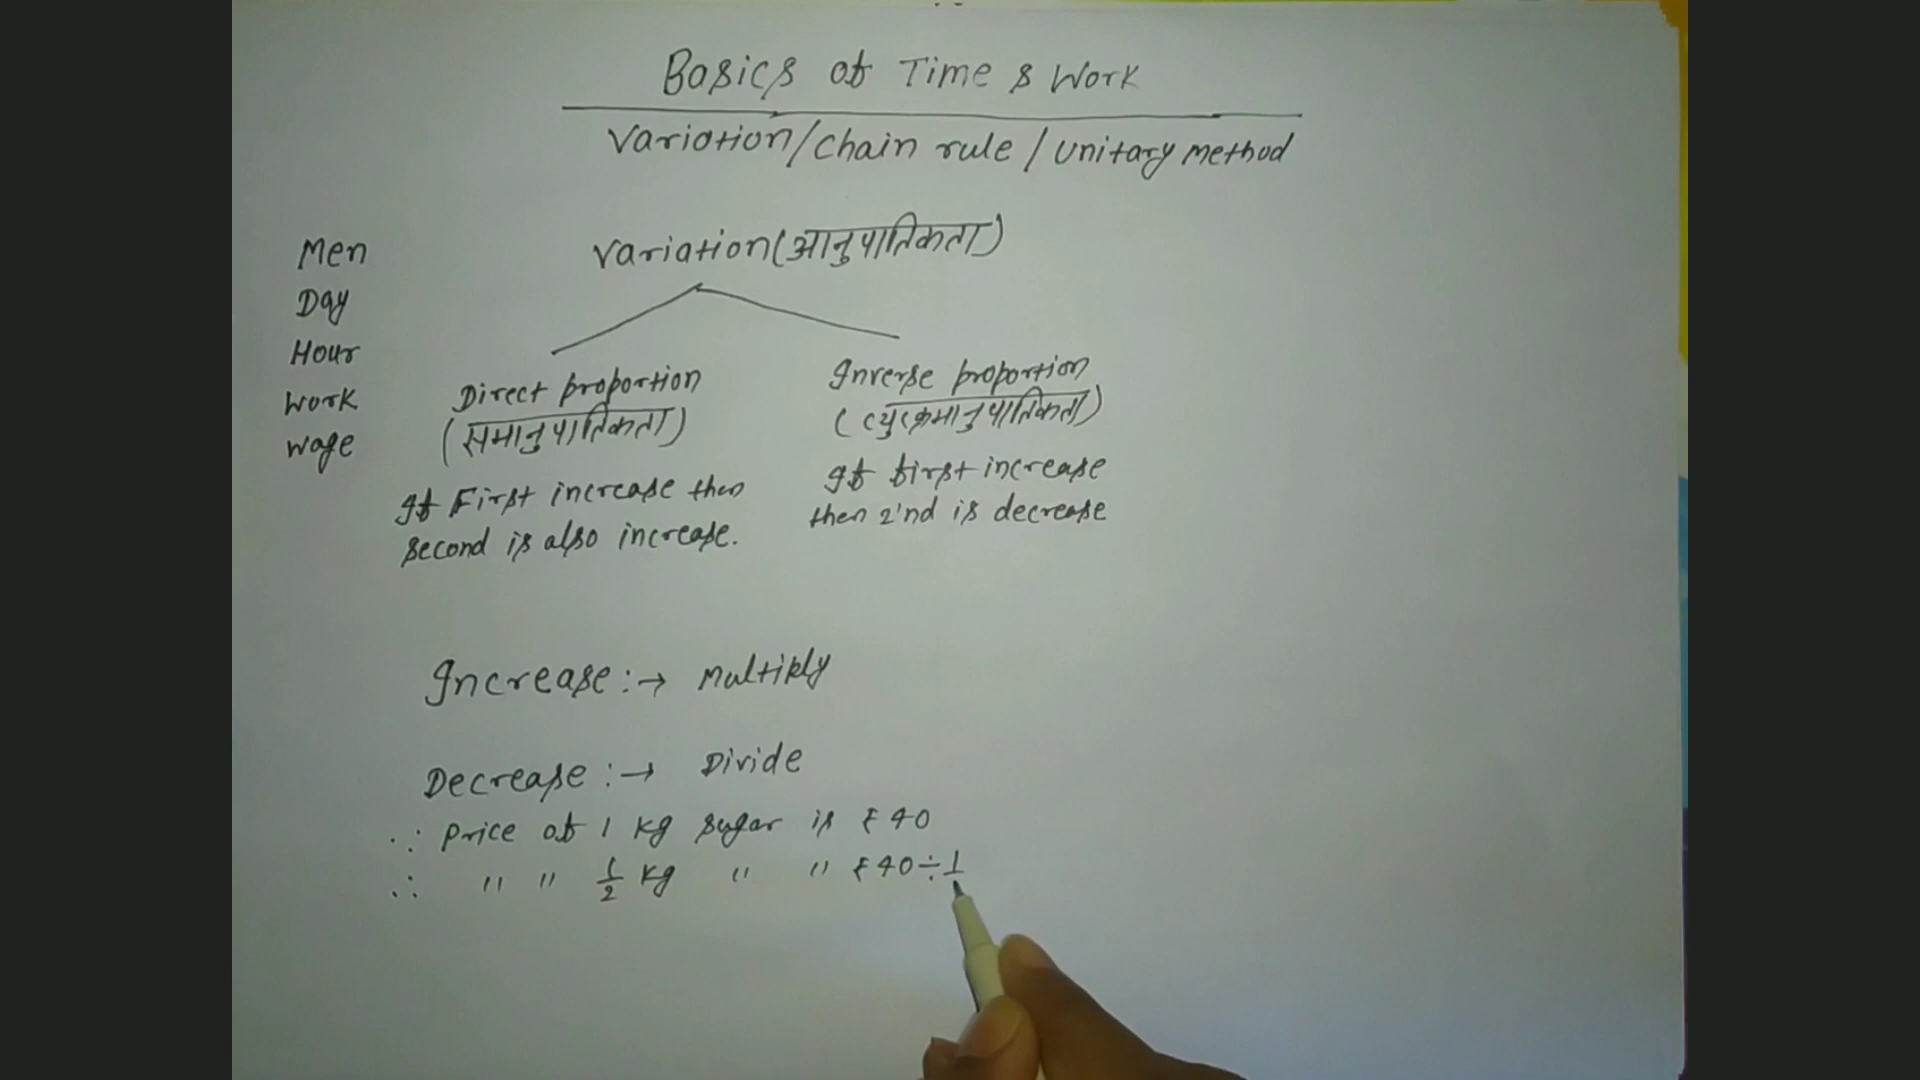 Basics of Time & Work
Variation/Chain rule/Unitary Method
Men
Day
Hour
Work
Wage
Variation(आनुपातिकता)
Direct proportion
(समानुपातिकता)
If First increase then
second is also increase.
Inverse proportion
(व्युत्क्रमानुपातिकता)
If first increase
then 2'nd is decrease
Increase:→ Multiply
Decrease:→ Divide
∵ Price of 1 kg sugar is ₹40
∴ " " 1/2 kg " " ₹40÷1